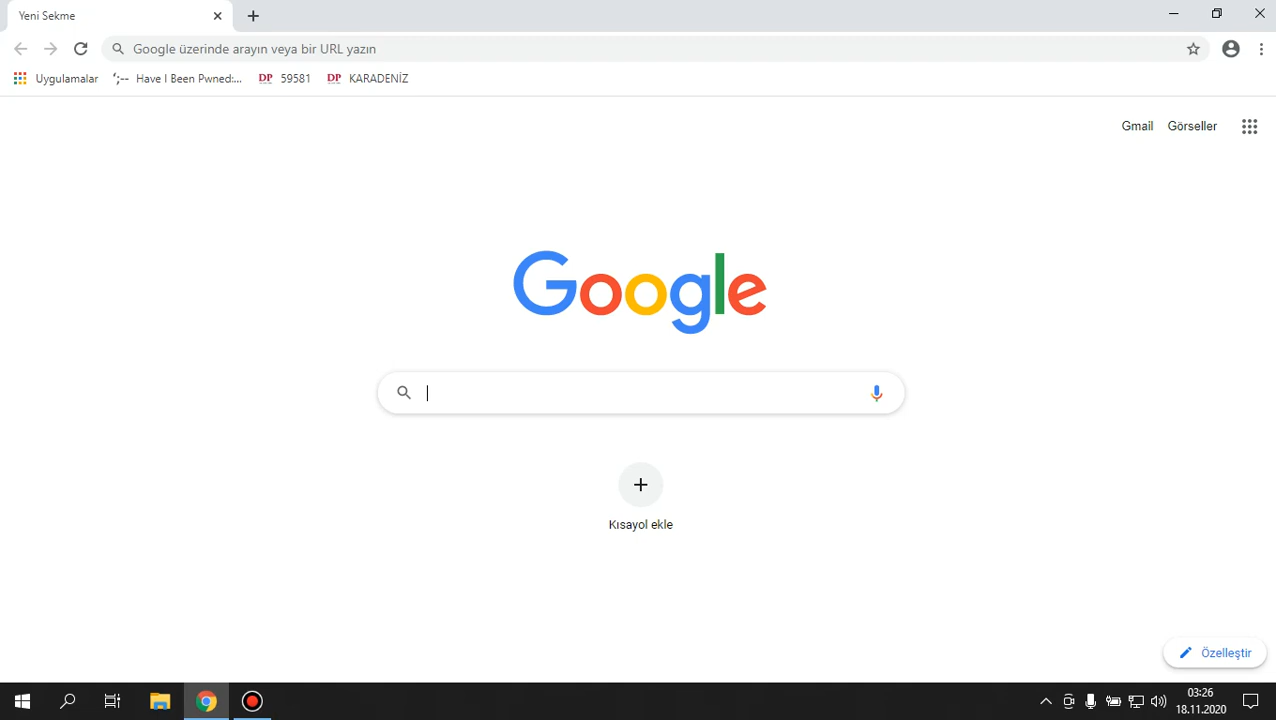 Yeni Sekme
Google üzerinde arayın veya bir URL yazın
Uygulamalar
Have I Been Pwned:...
DP 59581
DP KARADENİZ
Gmail Görseller
Google
Kısayol ekle
Özelleştir
03:26
18.11.2020